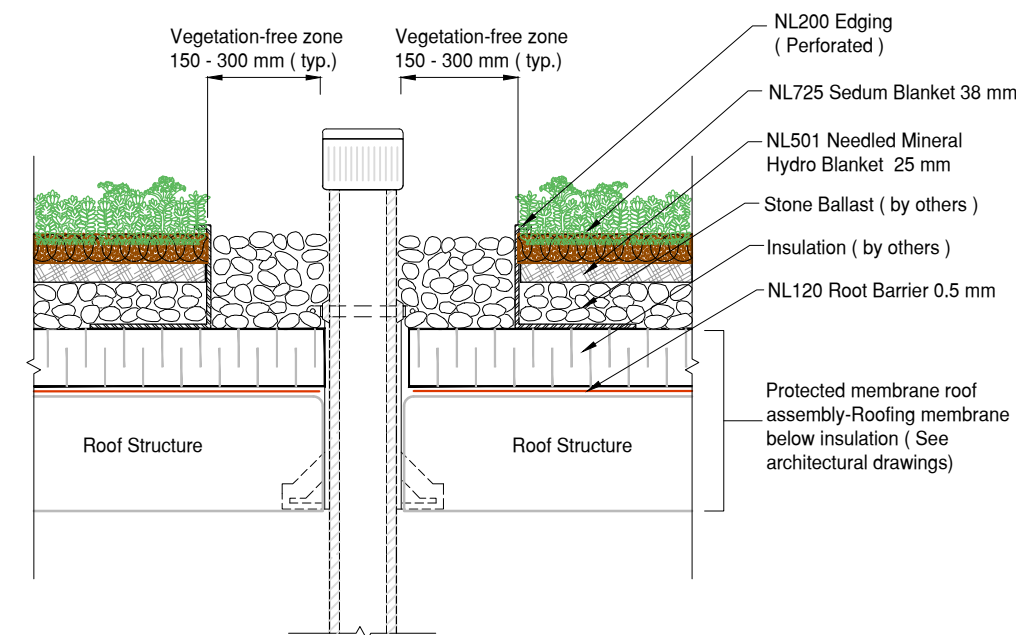 Vegetation-free zone
150 - 300 mm ( typ.)
Vegetation-free zone
150 - 300 mm ( typ.)
NL200 Edging
( Perforated )
NL725 Sedum Blanket 38 mm
NL501 Needled Mineral
Hydro Blanket 25 mm
Stone Ballast ( by others )
Insulation ( by others )
NL120 Root Barrier 0.5 mm
Protected membrane roof
assembly-Roofing membrane
below insulation ( See
architectural drawings)
Roof Structure
Roof Structure